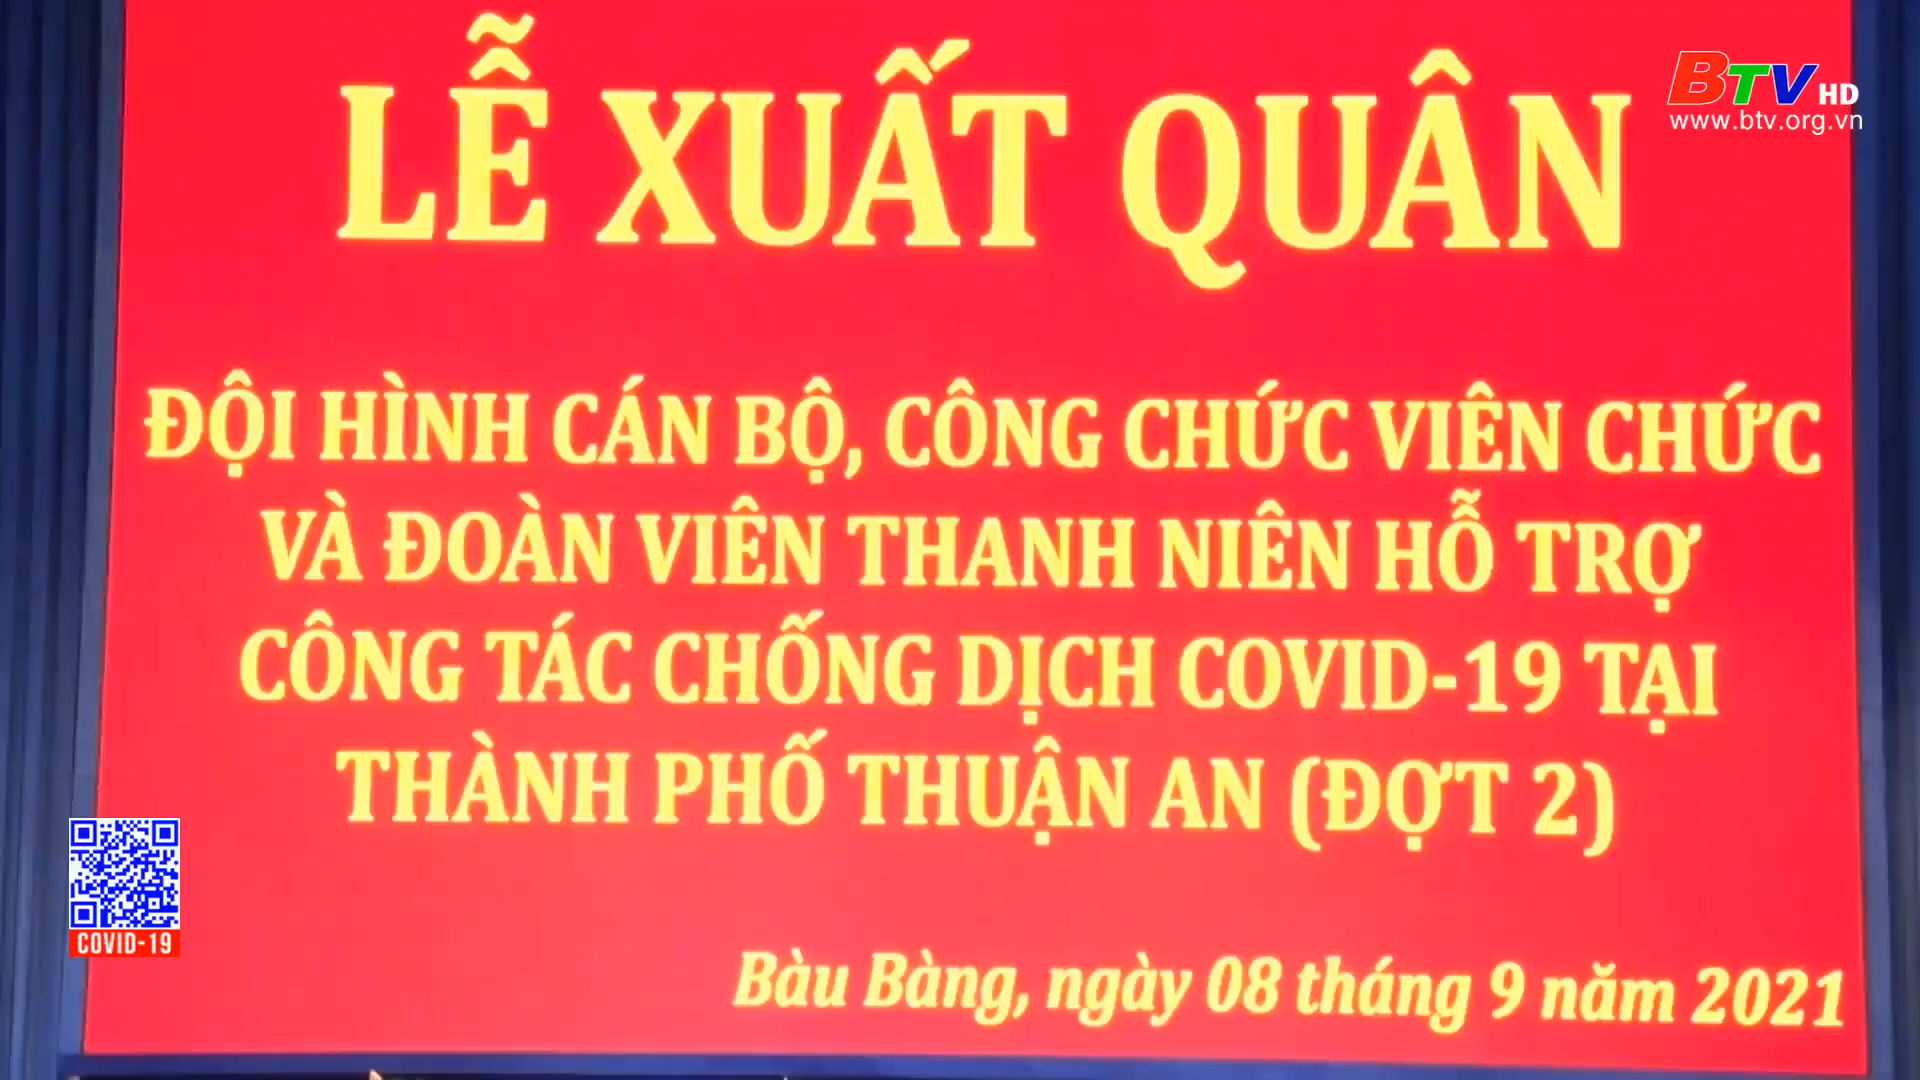 LỄ XUẤT QUÂN
BTV HD
www.btv.org.vn
ĐỘI HÌNH CÁN BỘ, CÔNG CHỨC VIÊN CHỨC
VÀ ĐOÀN VIÊN THANH NIÊN HỖ TRỢ
CÔNG TÁC CHỐNG DỊCH COVID-19 TẠI
THÀNH PHỐ THUẬN AN (ĐỢT 2)
COVID-19
Bàu Bàng, ngày 08 tháng 9 năm 2021